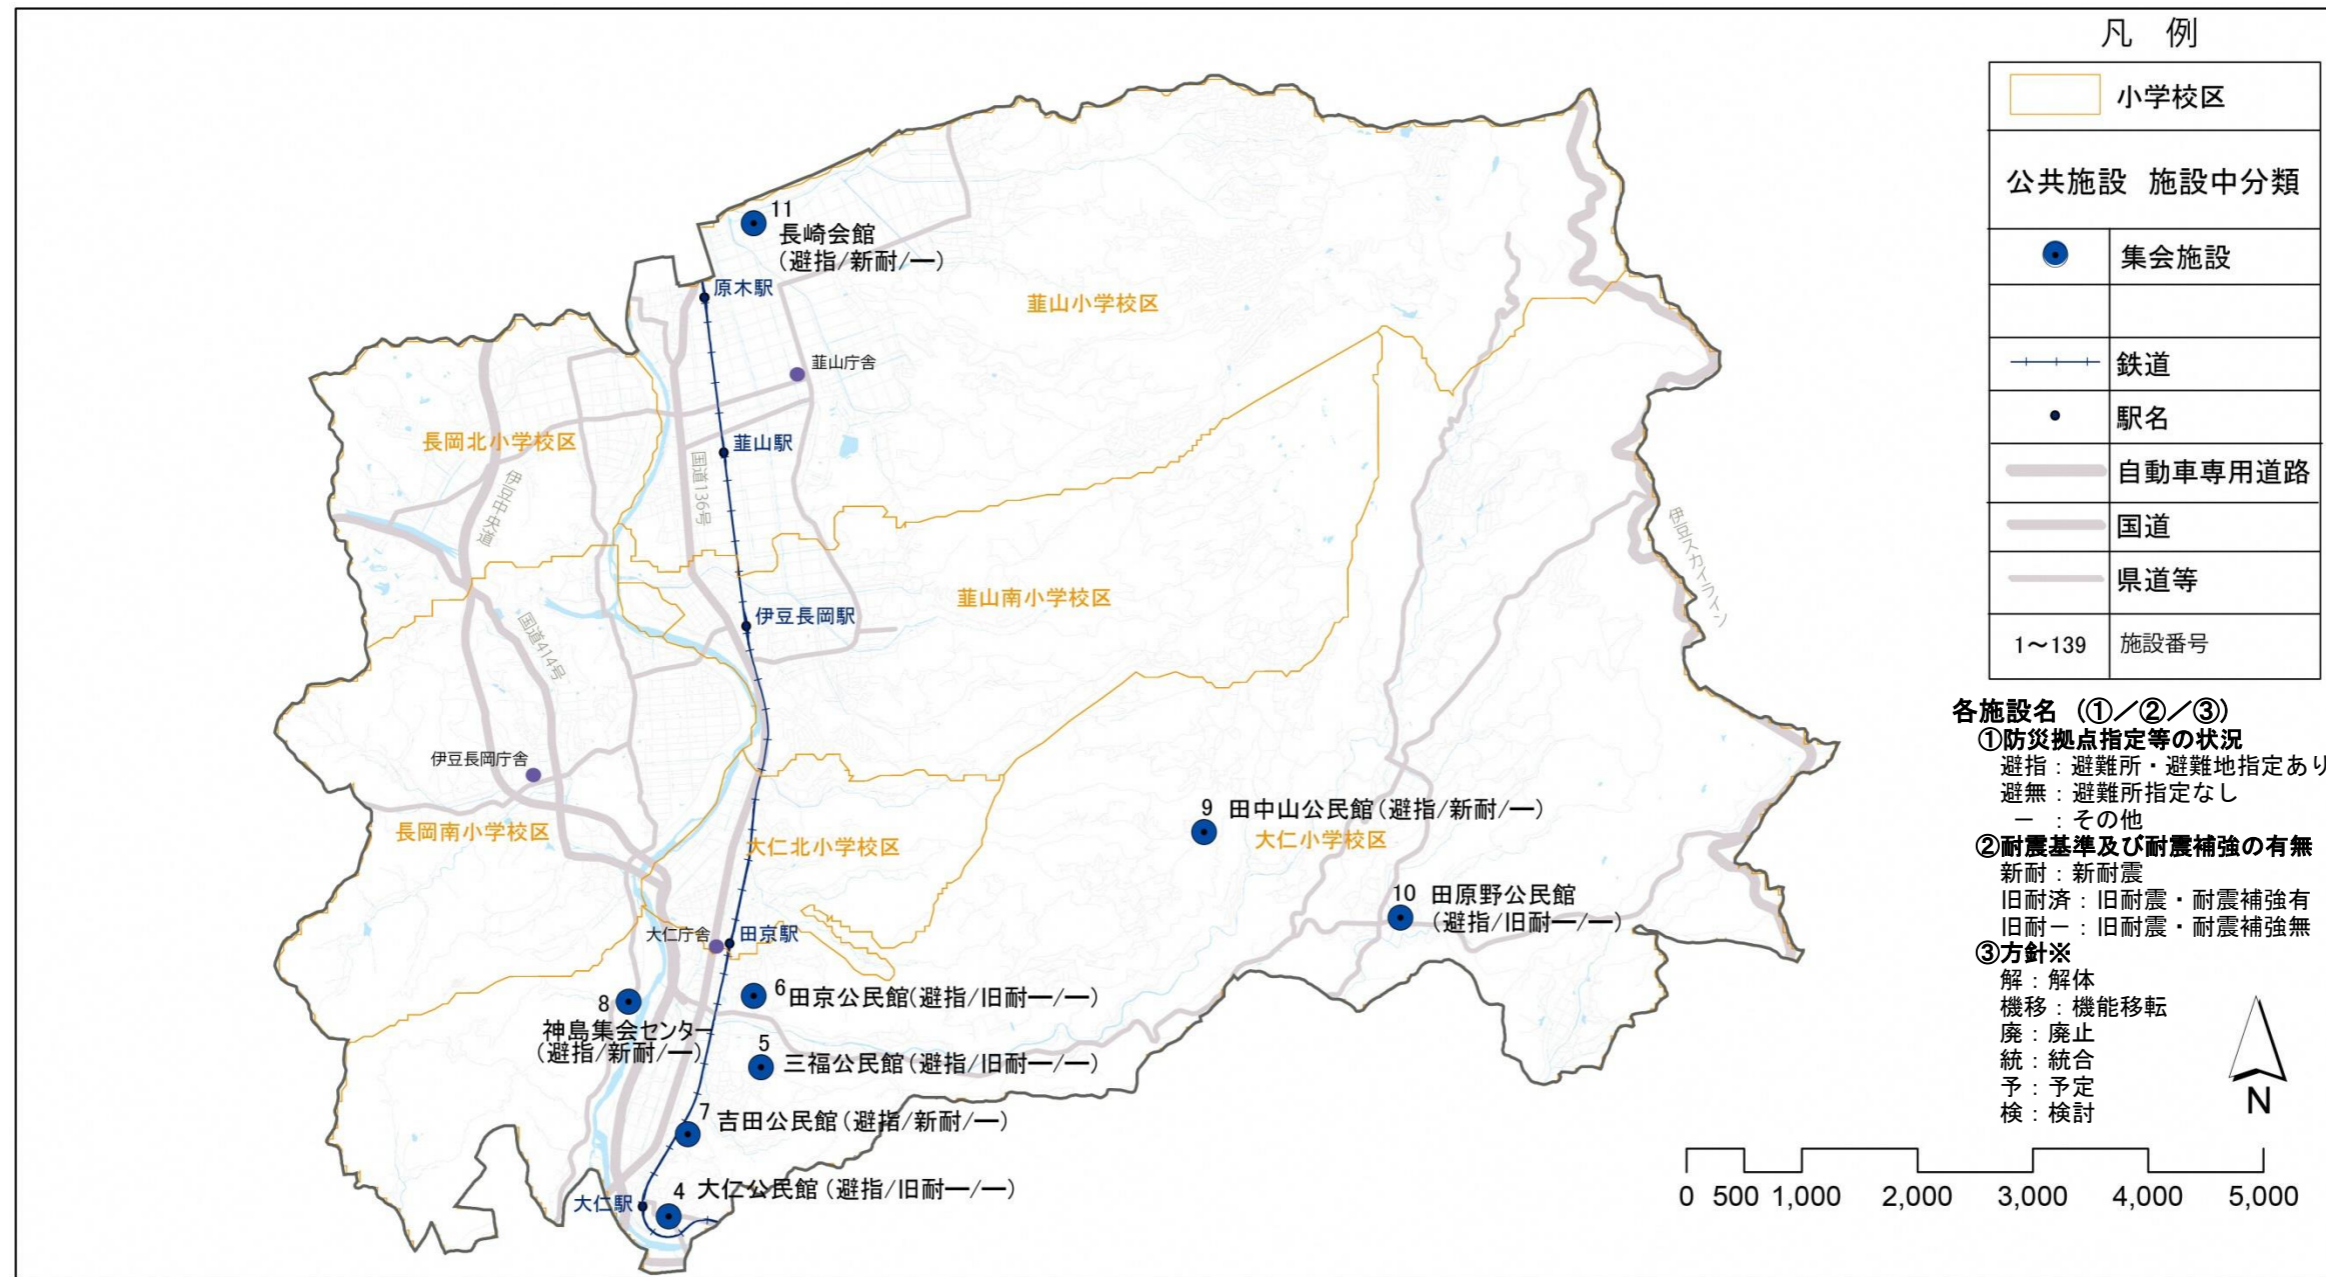 凡　例
小学校区
公共施設　施設中分類
集会施設
鉄道
駅名
自動車専用道路
国道
県道等
1～139　施設番号
各施設名（①／②／③）
①防災拠点指定等の状況
避指：避難所・避難地指定あり
避無：避難所指定なし
－　：その他
②耐震基準及び耐震補強の有無
新耐：新耐震
旧耐済：旧耐震・耐震補強有
旧耐－：旧耐震・耐震補強無
③方針※
解：解体
機移：機能移転
廃：廃止
統：統合
予：予定
検：検討
N
0 500 1,000 2,000 3,000 4,000 5,000
11
長崎会館
(避指/新耐/―)
原木駅
韮山小学校区
韮山庁舎
長岡北小学校区
韮山駅
国道136号
伊豆中央道
伊豆スカイライン
韮山南小学校区
伊豆長岡駅
国道414号
伊豆長岡庁舎
長岡南小学校区
大仁北小学校区
9 田中山公民館(避指/新耐/―)
大仁小学校区
10 田原野公民館
(避指/旧耐―/―)
大仁庁舎
田京駅
6 田京公民館(避指/旧耐―/―)
8
神島集会センター
(避指/新耐/―)
5
三福公民館(避指/旧耐―/―)
7
吉田公民館(避指/新耐/―)
4 大仁公民館(避指/旧耐―/―)
大仁駅